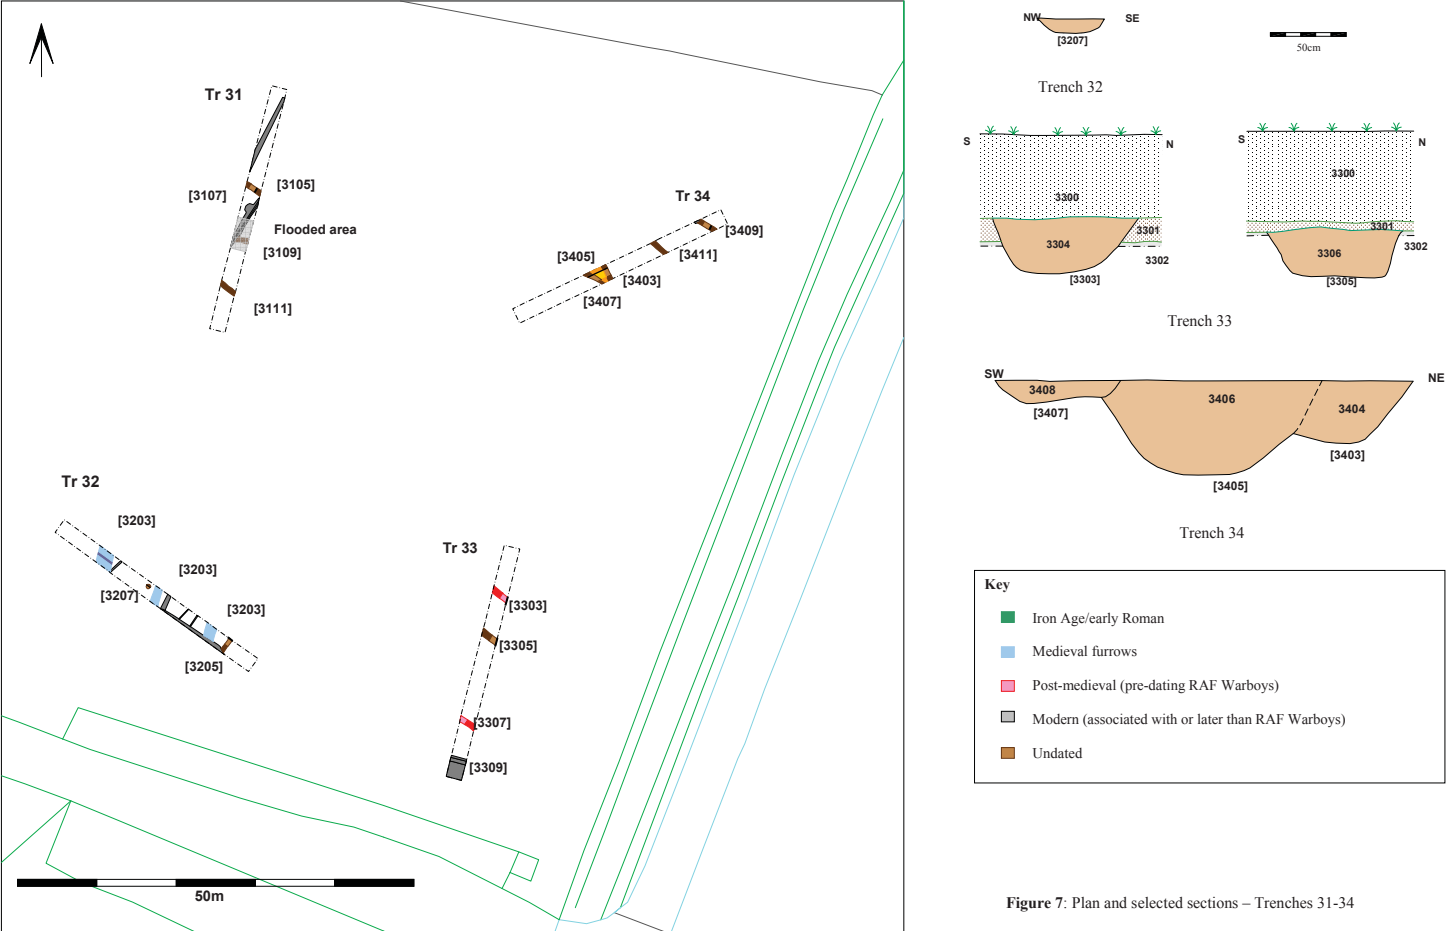 Tr 31
[3107]
[3105]
Flooded area
[3109]
[3111]
Tr 34
[3409]
[3405]
[3411]
[3403]
[3407]
Tr 32
[3203]
[3203]
[3207]
[3203]
[3205]
Tr 33
[3303]
[3305]
[3307]
[3309]
50m
NW
SE
[3207]
50cm
Trench 32
S
N
3300
3301
3304
3302
[3303]
S
N
3300
3301
3302
3306
[3305]
Trench 33
SW
NE
3408
3406
3404
[3407]
[3403]
[3405]
Trench 34
Key
Iron Age/early Roman
Medieval furrows
Post-medieval (pre-dating RAF Warboys)
Modern (associated with or later than RAF Warboys)
Undated
Figure 7: Plan and selected sections – Trenches 31-34